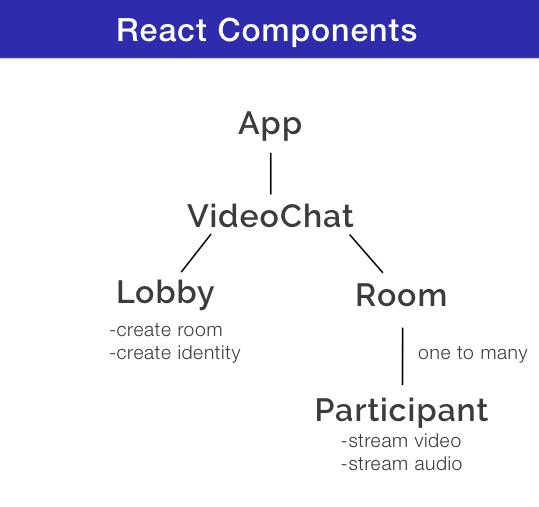 React Components
App
VideoChat
Lobby
-create room
-create identity
Room
one to many
Participant
-stream video
-stream audio